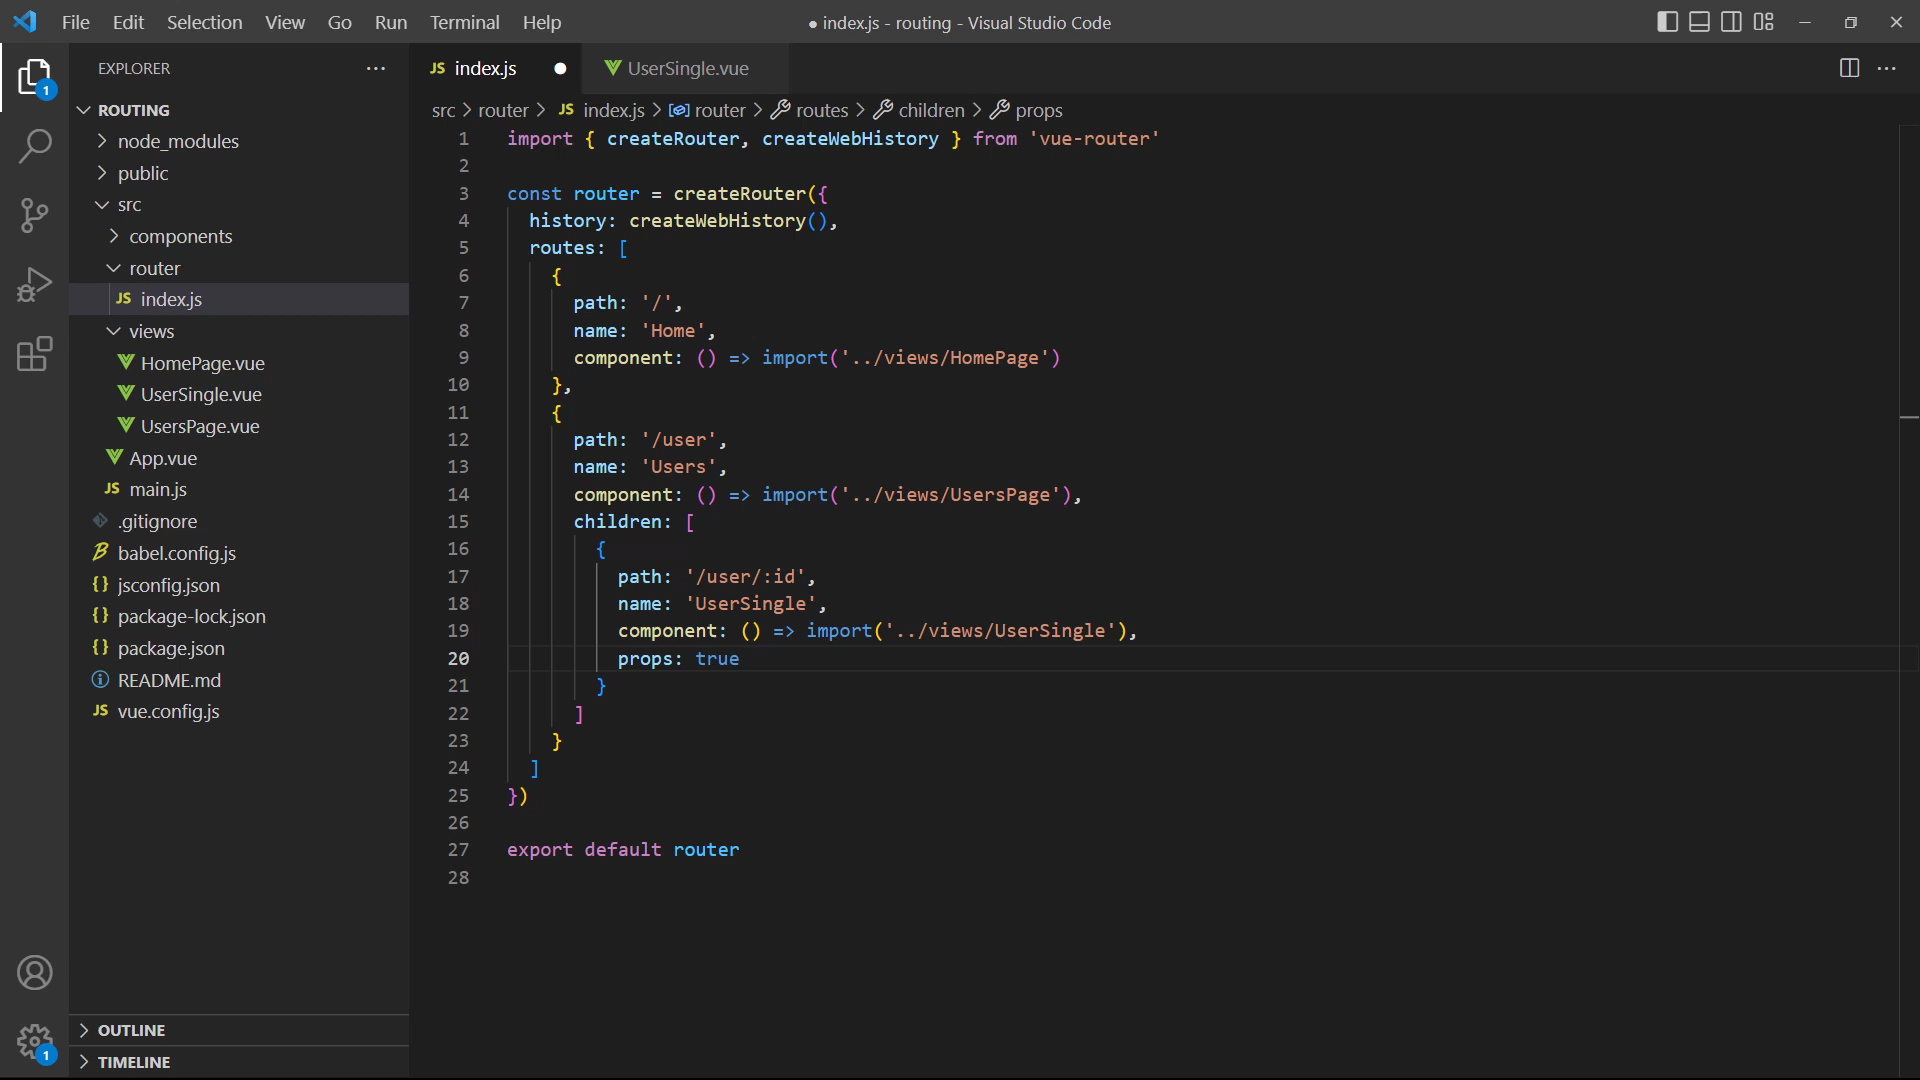 File Edit Selection View Go Run Terminal Help
● index.js - routing - Visual Studio Code
EXPLORER
1
ROUTING
node_modules
public
src
components
router
JS index.js
views
HomePage.vue
UserSingle.vue
UsersPage.vue
App.vue
JS main.js
.gitignore
babel.config.js
{} jsconfig.json
{} package-lock.json
{} package.json
README.md
JS vue.config.js
OUTLINE
TIMELINE
1
JS index.js ●
UserSingle.vue
src > router > JS index.js > router > routes > children > props
1 import { createRouter, createWebHistory } from 'vue-router'
2
3 const router = createRouter({
4 history: createWebHistory(),
5 routes: [
6 {
7 path: '/',
8 name: 'Home',
9 component: () => import('../views/HomePage')
10 },
11 {
12 path: '/user',
13 name: 'Users',
14 component: () => import('../views/UsersPage'),
15 children: [
16 {
17 path: '/user/:id',
18 name: 'UserSingle',
19 component: () => import('../views/UserSingle'),
20 props: true
21 }
22 ]
23 }
24 ]
25 })
26
27 export default router
28